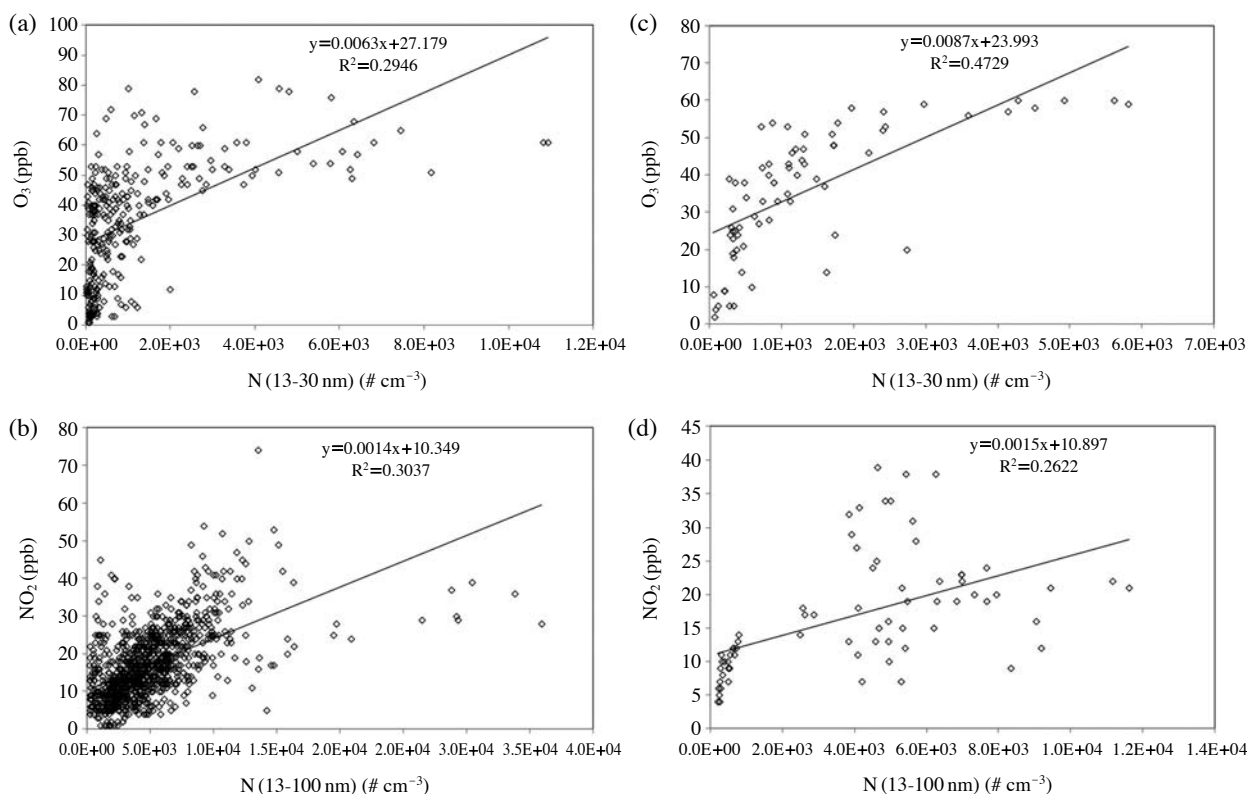 (a)
y=0.0063x+27.179
R²=0.2946
100
90
80
70
60
50
40
30
20
10
0
O₃ (ppb)
0.0E+00 2.0E+03 4.0E+03 6.0E+03 8.0E+03 1.0E+04 1.2E+04
N (13-30 nm) (# cm⁻³)
(c)
y=0.0087x+23.993
R²=0.4729
70
60
50
40
30
20
10
0
O₃ (ppb)
0.0E+00 1.0E+03 2.0E+03 3.0E+03 4.0E+03 5.0E+03 6.0E+03 7.0E+03
N (13-30 nm) (# cm⁻³)
(b)
y=0.0014x+10.349
R²=0.3037
80
70
60
50
40
30
20
10
0
NO₂ (ppb)
0.0E+00 5.0E+03 1.0E+04 1.5E+04 2.0E+04 2.5E+04 3.0E+04 3.5E+04 4.0E+04
N (13-100 nm) (# cm⁻³)
(d)
y=0.0015x+10.897
R²=0.2622
45
40
35
30
25
20
15
10
5
0
NO₂ (ppb)
0.0E+00 2.0E+03 4.0E+03 6.0E+03 8.0E+03 1.0E+04 1.2E+04 1.4E+04
N (13-100 nm) (# cm⁻³)